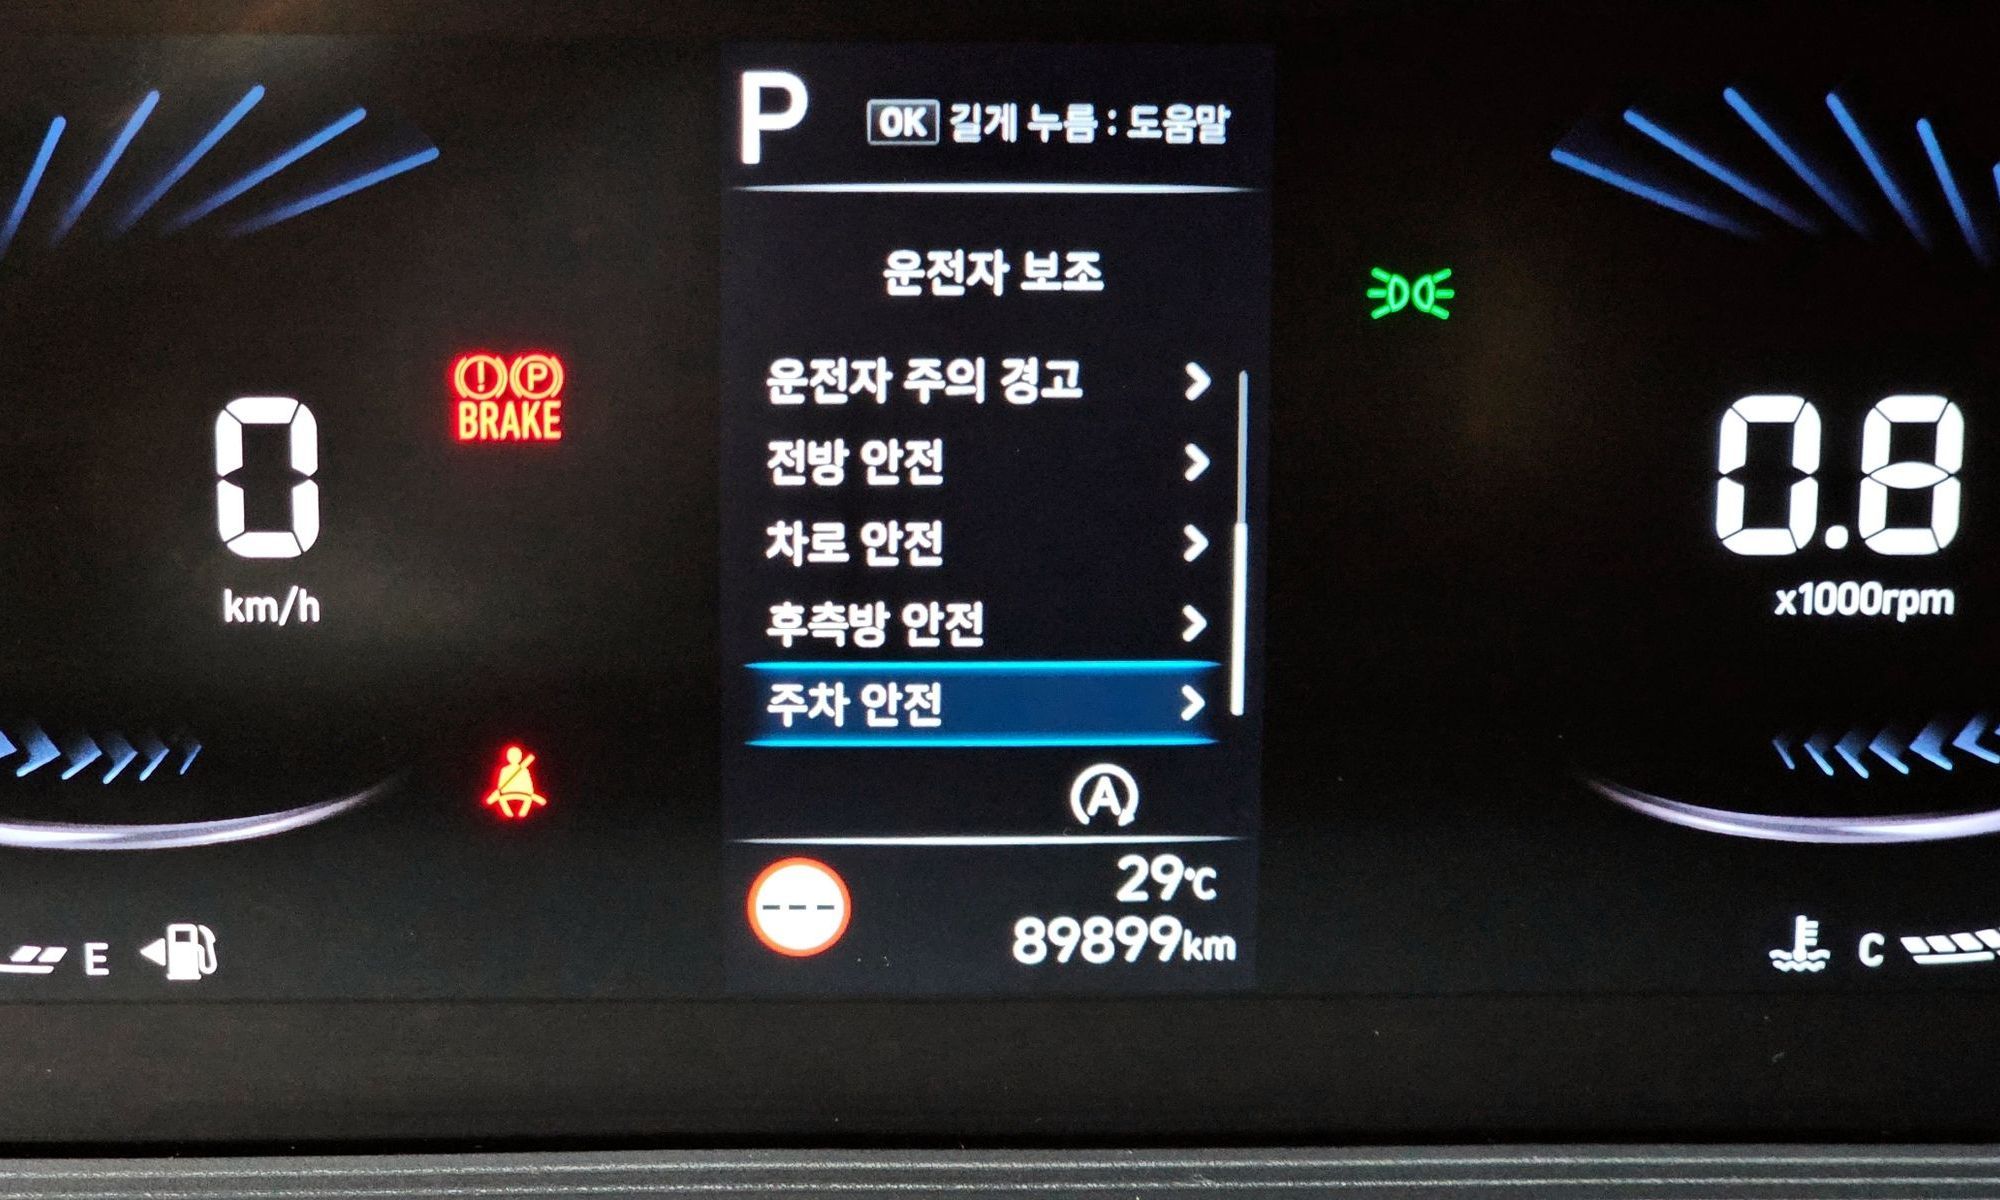 P
OK 길게 누름 : 도움말
운전자 보조
운전자 주의 경고
전방 안전
차로 안전
후측방 안전
주차 안전
A
29°C
89899km
---
0
km/h
P
BRAKE
E
0.8
x1000rpm
C